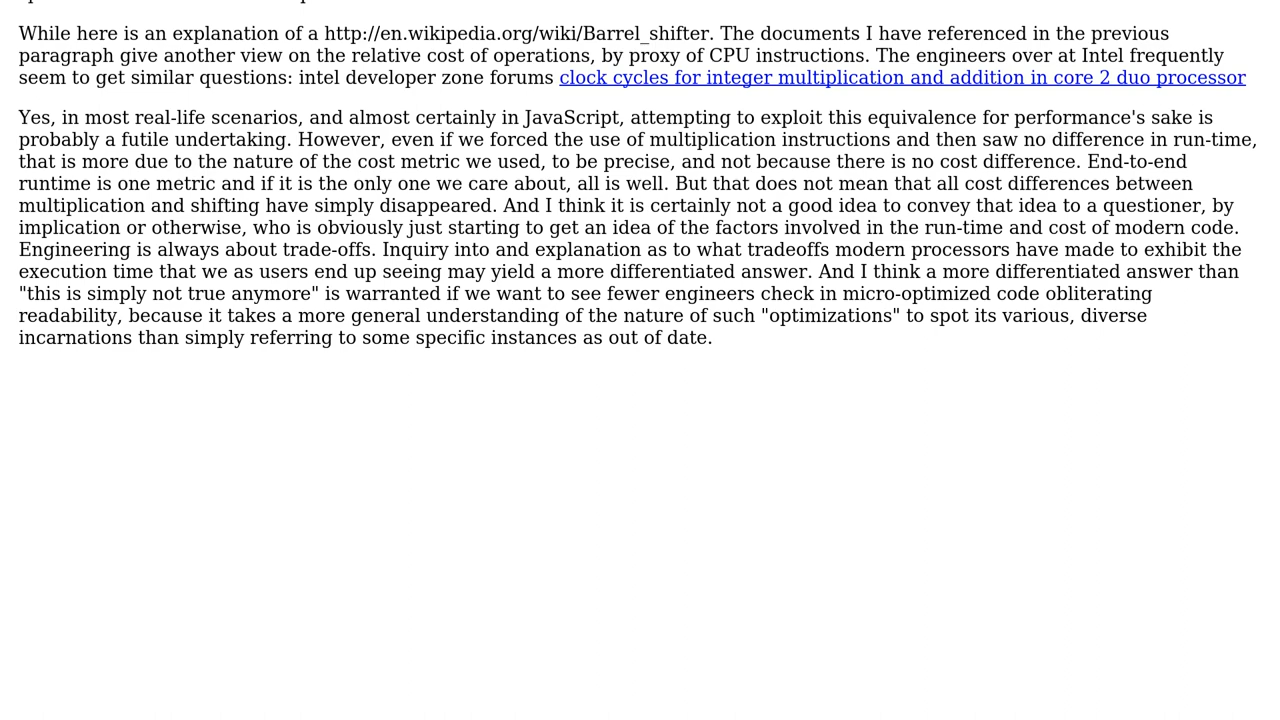 While here is an explanation of a http://en.wikipedia.org/wiki/Barrel_shifter. The documents I have referenced in the previous
paragraph give another view on the relative cost of operations, by proxy of CPU instructions. The engineers over at Intel frequently
seem to get similar questions: intel developer zone forums clock cycles for integer multiplication and addition in core 2 duo processor
Yes, in most real-life scenarios, and almost certainly in JavaScript, attempting to exploit this equivalence for performance's sake is
probably a futile undertaking. However, even if we forced the use of multiplication instructions and then saw no difference in run-time,
that is more due to the nature of the cost metric we used, to be precise, and not because there is no cost difference. End-to-end
runtime is one metric and if it is the only one we care about, all is well. But that does not mean that all cost differences between
multiplication and shifting have simply disappeared. And I think it is certainly not a good idea to convey that idea to a questioner, by
implication or otherwise, who is obviously just starting to get an idea of the factors involved in the run-time and cost of modern code.
Engineering is always about trade-offs. Inquiry into and explanation as to what tradeoffs modern processors have made to exhibit the
execution time that we as users end up seeing may yield a more differentiated answer. And I think a more differentiated answer than
"this is simply not true anymore" is warranted if we want to see fewer engineers check in micro-optimized code obliterating
readability, because it takes a more general understanding of the nature of such "optimizations" to spot its various, diverse
incarnations than simply referring to some specific instances as out of date.